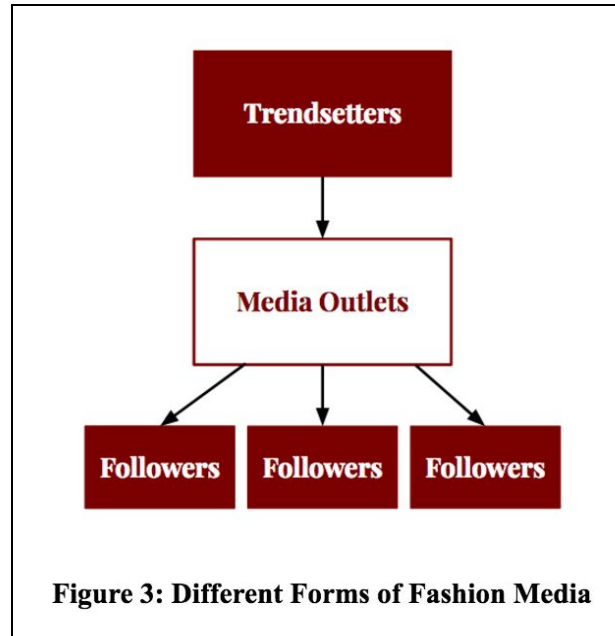 Trendsetters
Media Outlets
Followers Followers Followers
Figure 3: Different Forms of Fashion Media